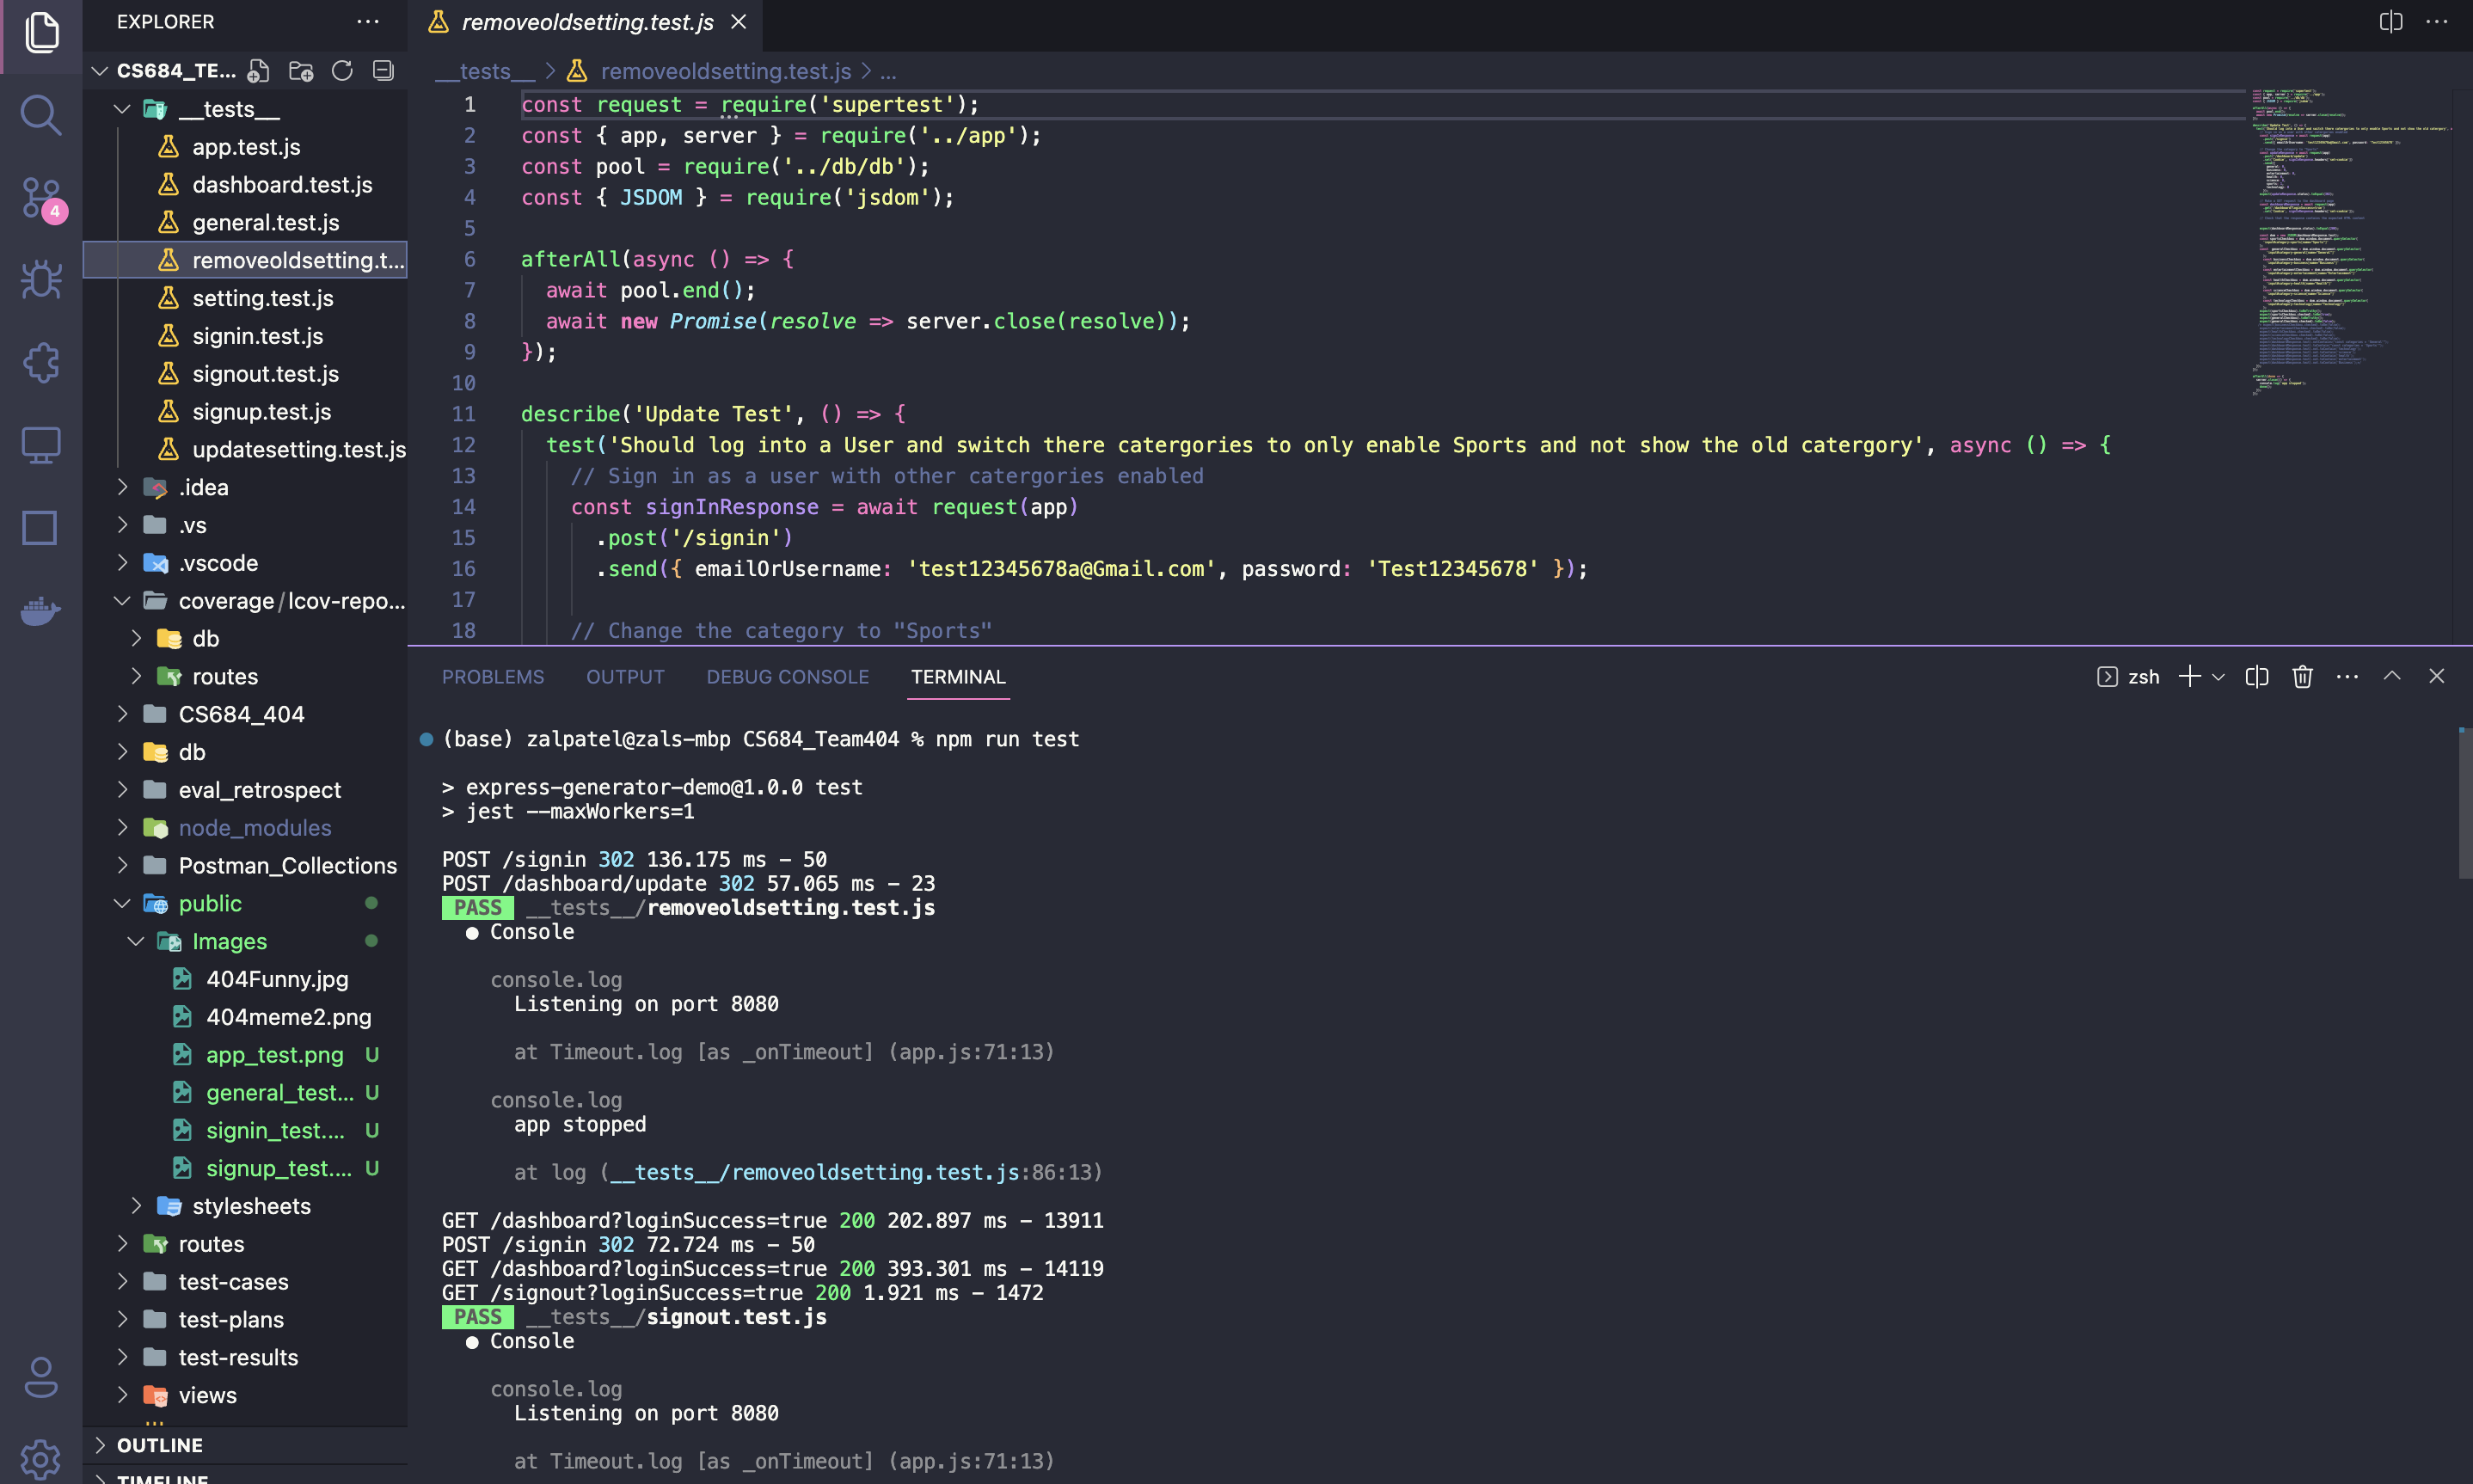 EXPLORER
CS684_TE...
__tests__
app.test.js
dashboard.test.js
general.test.js
removeoldsetting.t...
setting.test.js
signin.test.js
signout.test.js
signup.test.js
updatesetting.test.js
.idea
.vs
.vscode
coverage/lcov-repo...
db
routes
CS684_404
db
eval_retrospect
node_modules
Postman_Collections
public
Images
404Funny.jpg
404meme2.png
app_test.png U
general_test... U
signin_test.... U
signup_test.... U
stylesheets
routes
test-cases
test-plans
test-results
views
OUTLINE
TIMELINE
4
removeoldsetting.test.js
__tests__ > removeoldsetting.test.js > ...
1 const request = require('supertest');
2 const { app, server } = require('../app');
3 const pool = require('../db/db');
4 const { JSDOM } = require('jsdom');
5
6 afterAll(async () => {
7 await pool.end();
8 await new Promise(resolve => server.close(resolve));
9 });
10
11 describe('Update Test', () => {
12 test('Should log into a User and switch there catergories to only enable Sports and not show the old catergory', async () => {
13 // Sign in as a user with other catergories enabled
14 const signInResponse = await request(app)
15 .post('/signin')
16 .send({ emailOrUsername: 'test12345678a@Gmail.com', password: 'Test12345678' });
17
18 // Change the category to "Sports"
PROBLEMS OUTPUT DEBUG CONSOLE TERMINAL
zsh
(base) zalpatel@zals-mbp CS684_Team404 % npm run test
> express-generator-demo@1.0.0 test
> jest --maxWorkers=1
POST /signin 302 136.175 ms - 50
POST /dashboard/update 302 57.065 ms - 23
PASS __tests__/removeoldsetting.test.js
● Console
console.log
Listening on port 8080
at Timeout.log [as _onTimeout] (app.js:71:13)
console.log
app stopped
at log (__tests__/removeoldsetting.test.js:86:13)
GET /dashboard?loginSuccess=true 200 202.897 ms - 13911
POST /signin 302 72.724 ms - 50
GET /dashboard?loginSuccess=true 200 393.301 ms - 14119
GET /signout?loginSuccess=true 200 1.921 ms - 1472
PASS __tests__/signout.test.js
● Console
console.log
Listening on port 8080
at Timeout.log [as _onTimeout] (app.js:71:13)